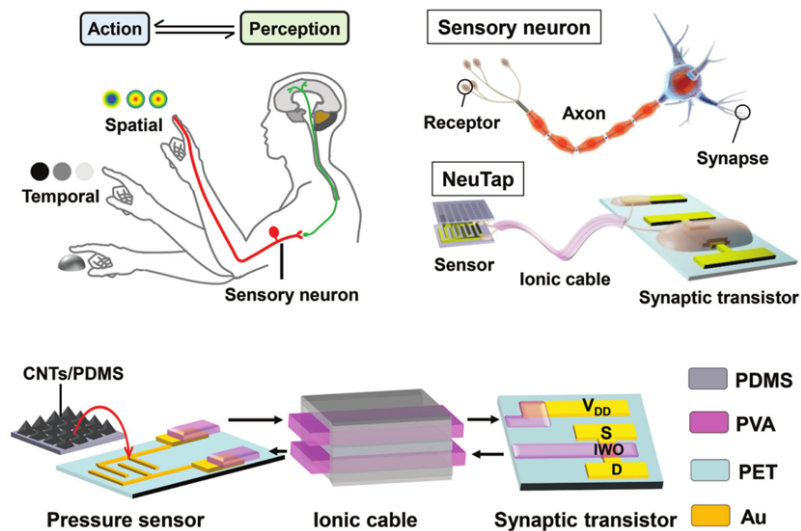 Action
Perception
Spatial
Temporal
Sensory neuron
Sensory neuron
Receptor
Axon
Synapse
NeuTap
Sensor
Ionic cable
Synaptic transistor
CNTs/PDMS
VDD
S
IWO
D
Pressure sensor
Ionic cable
Synaptic transistor
PDMS
PVA
PET
Au